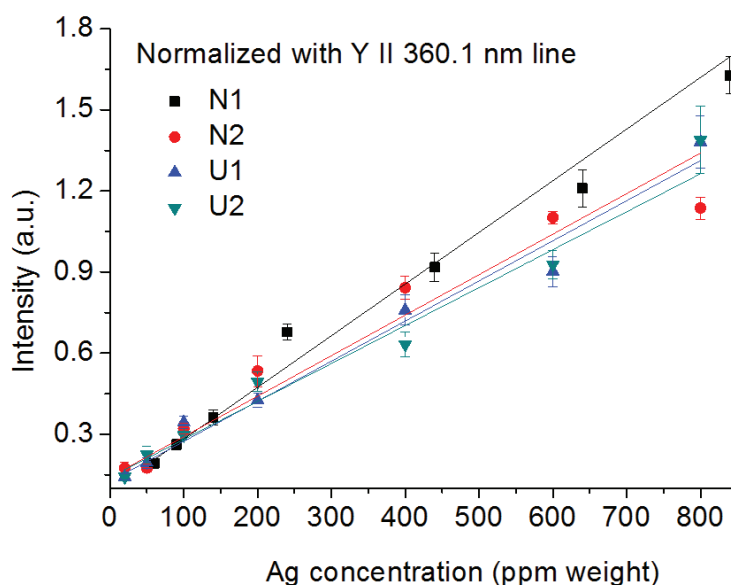 Normalized with Y II 360.1 nm line
N1
N2
U1
U2
Intensity (a.u.)
1.8
1.5
1.2
0.9
0.6
0.3
0 100 200 300 400 500 600 700 800
Ag concentration (ppm weight)